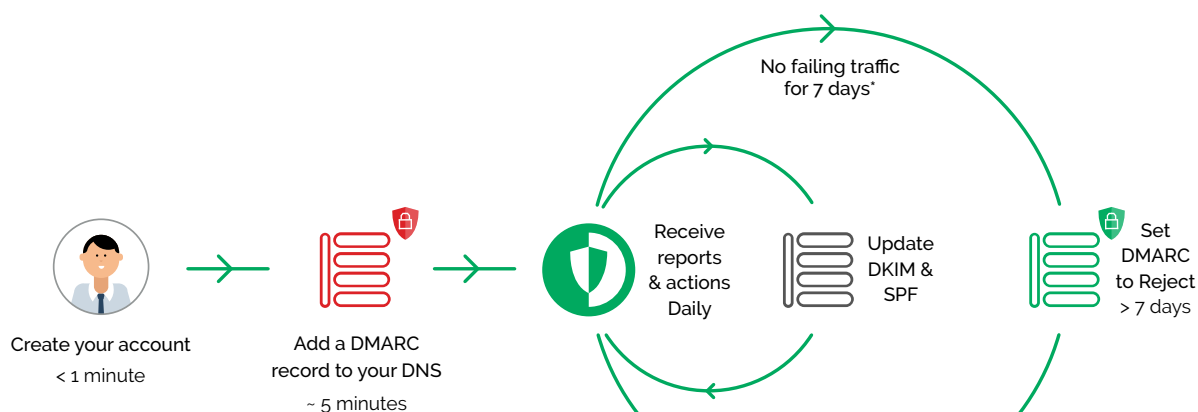 No failing traffic
for 7 days*
Receive
reports
& actions
Daily
Update
DKIM &
SPF
Set
DMARC
to Reject
> 7 days
Create your account
< 1 minute
Add a DMARC
record to your DNS
~ 5 minutes